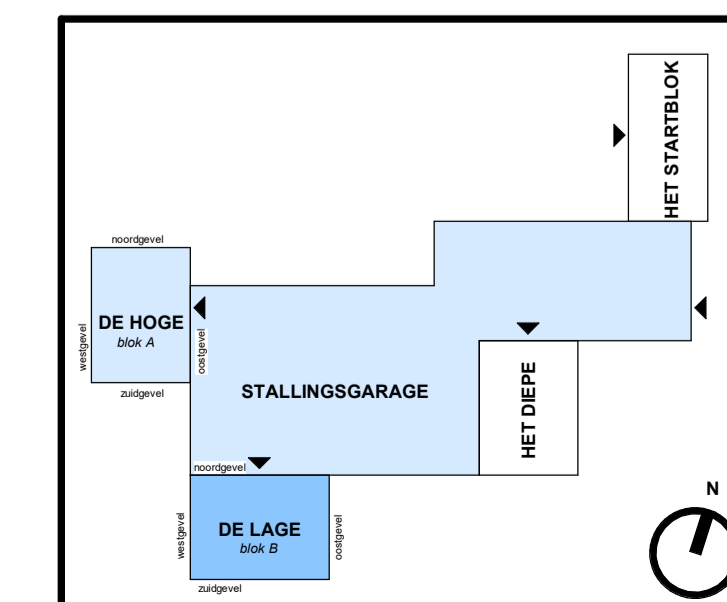 HET STARTBLOK
noordgevel
DE HOGE
blok A
westgevel
oostgevel
zuidgevel
STALLINGSGARAGE
HET DIEPE
noordgevel
N
DE LAGE
blok B
westgevel
oostgevel
zuidgevel